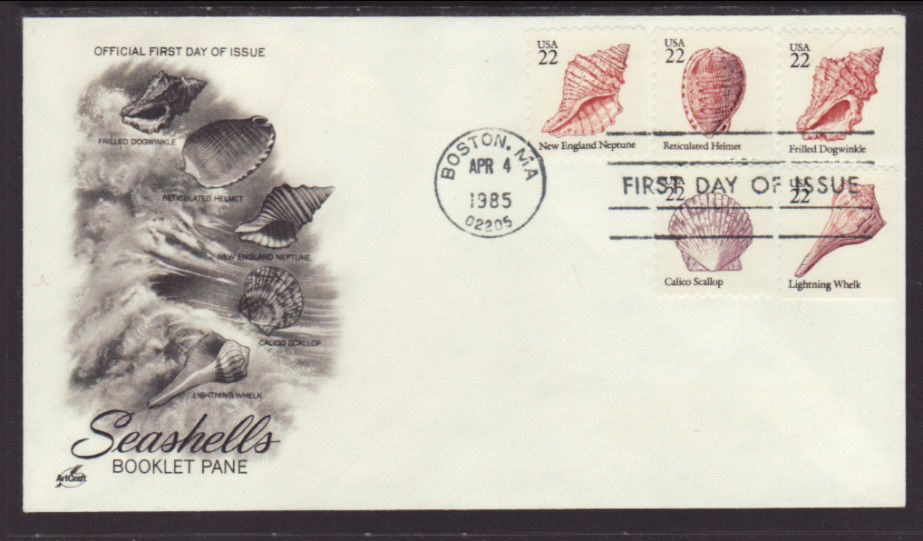 OFFICIAL FIRST DAY OF ISSUE
FRILLED DOGWINKLE
RETICULATED HELMET
NEW ENGLAND NEPTUNE
CALICO SCALLOP
LIGHTNING WHELK
Seashells
BOOKLET PANE
ArtCraft
BOSTON, MA
APR 4
1985
02205
USA
22
New England Neptune
USA
22
Reticulated Helmet
USA
22
Frilled Dogwinkle
FIRST DAY OF ISSUE
USA
22
Calico Scallop
USA
22
Lightning Whelk